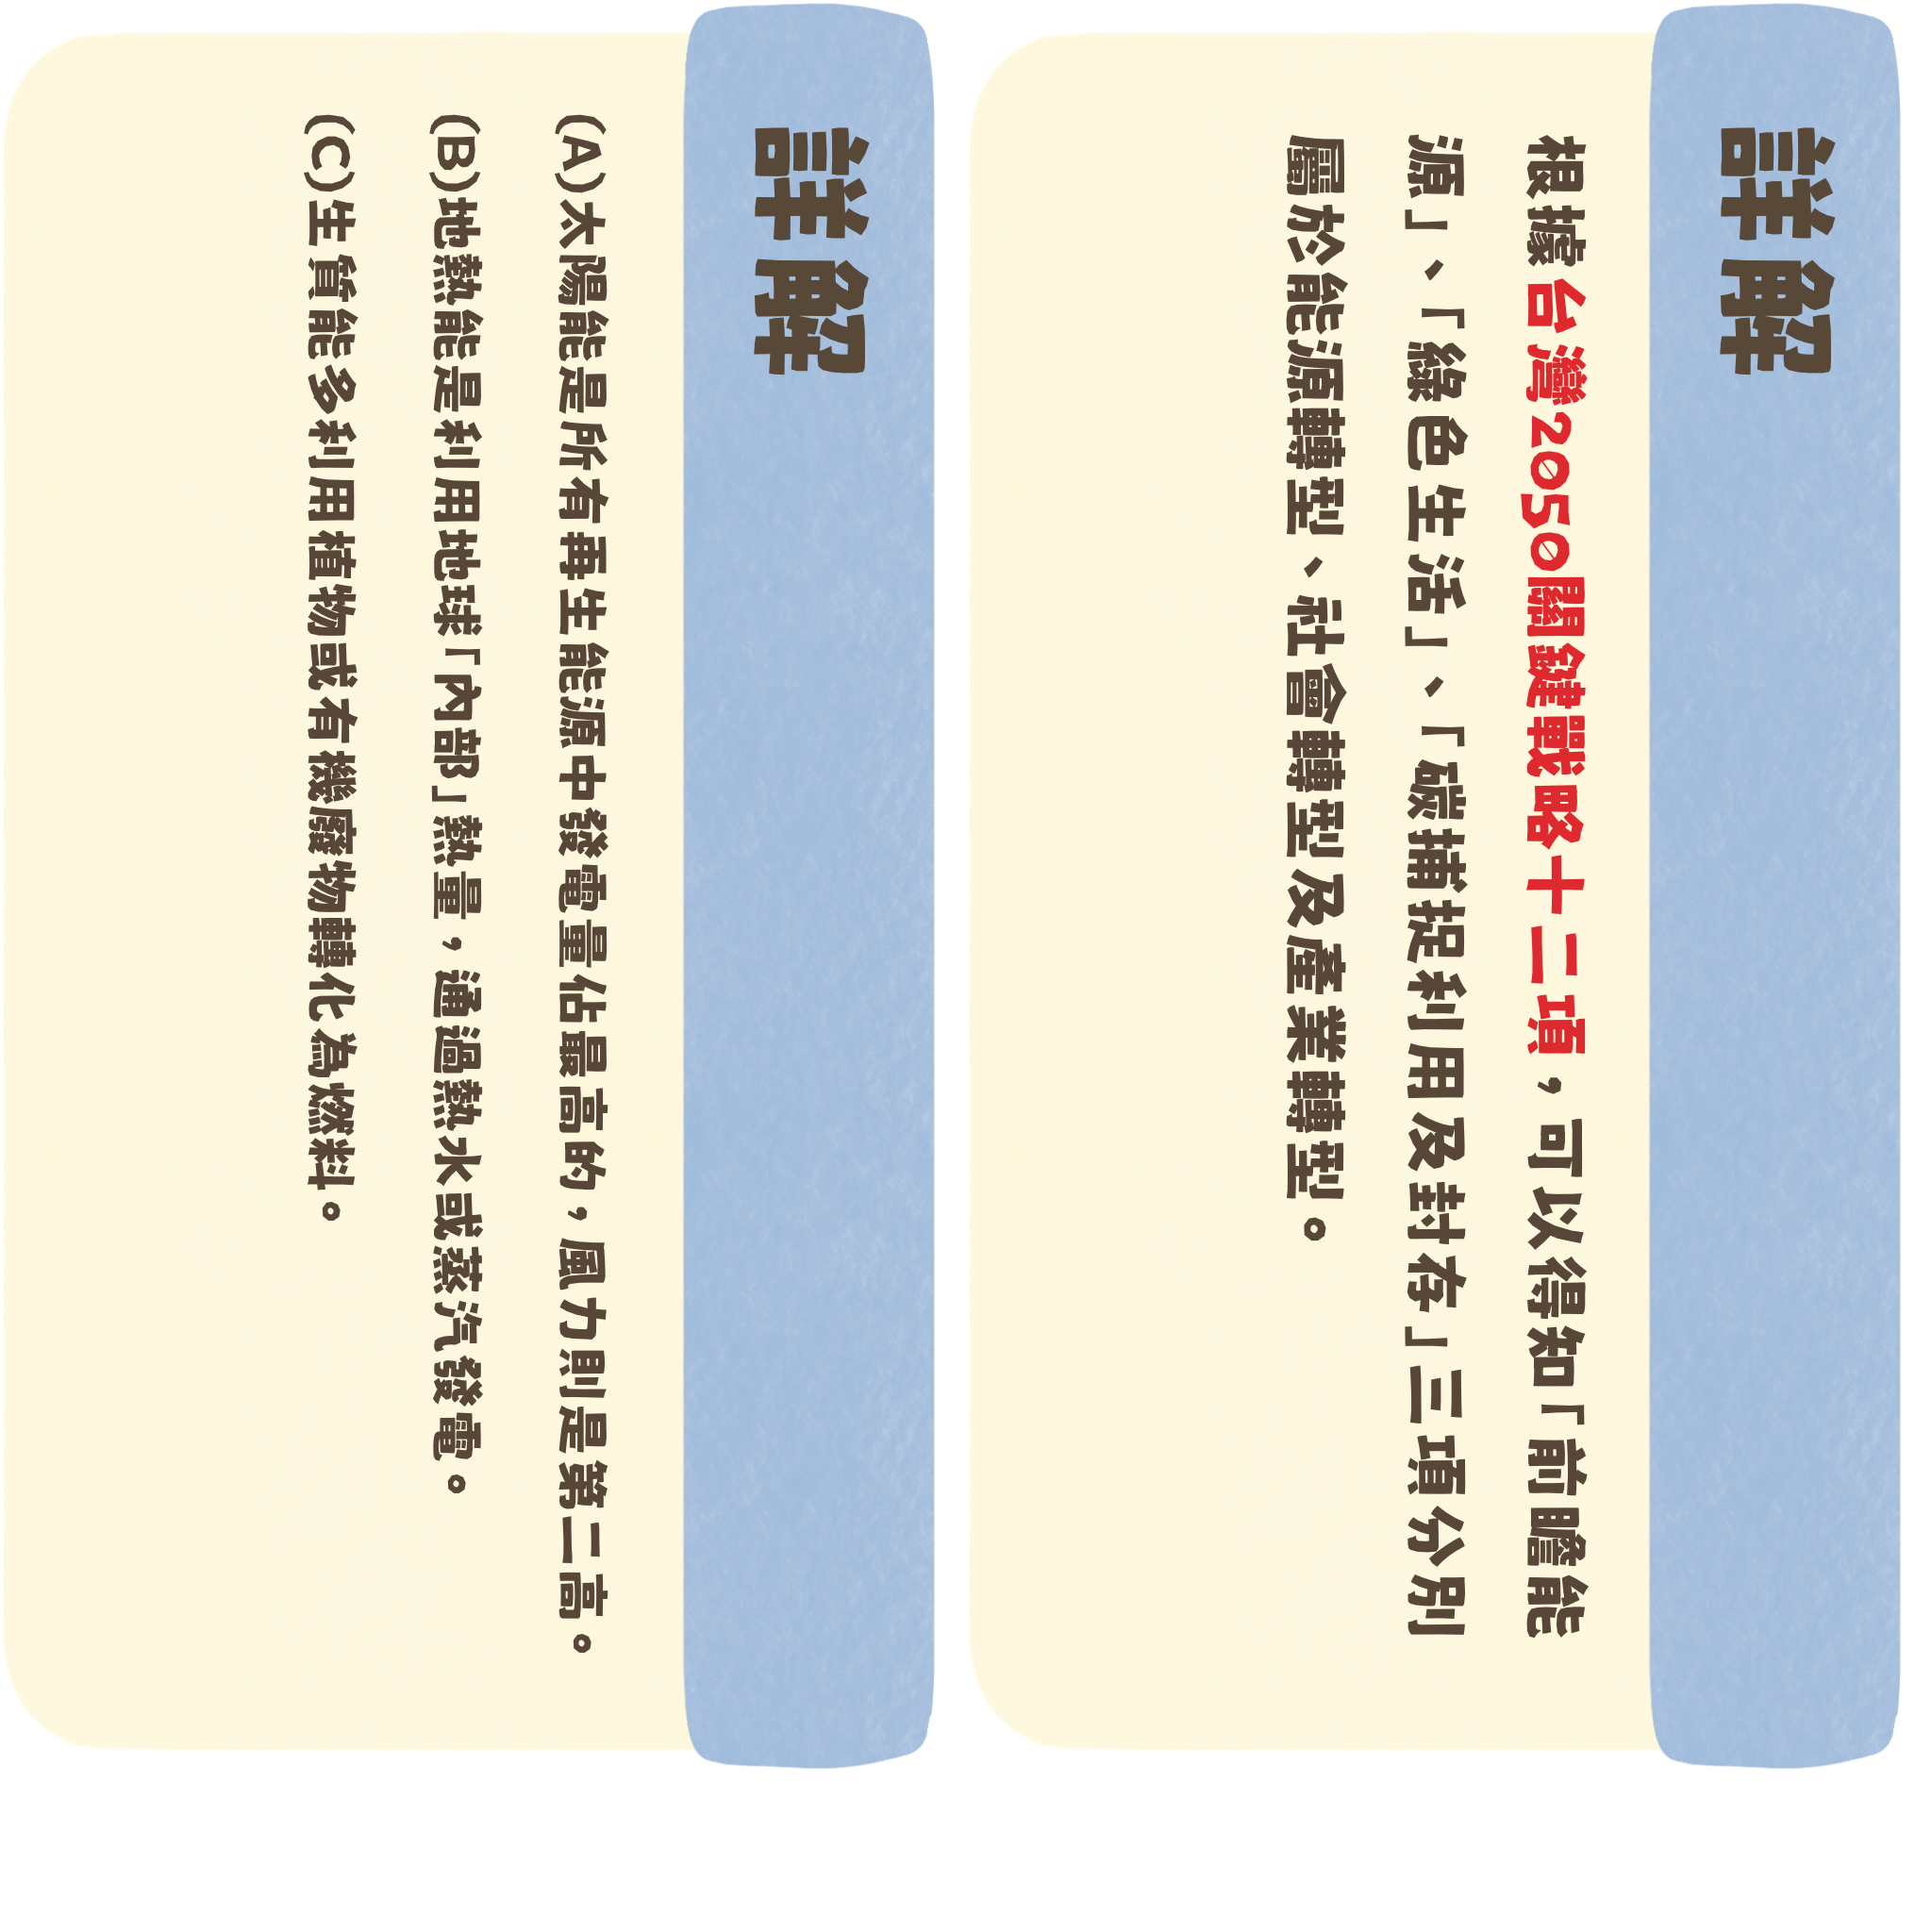 詳解
根據台灣2050關鍵戰略十二項，可以得知「前瞻能
源」、「綠色生活」、「碳捕捉利用及封存」三項分別
屬於能源轉型、社會轉型及產業轉型。
詳解
(A)太陽能是所有再生能源中發電量佔最高的，風力則是第二高。
(B)地熱能是利用地球「內部」熱量，通過熱水或蒸汽發電。
(C)生質能多利用植物或有機廢物轉化為燃料。